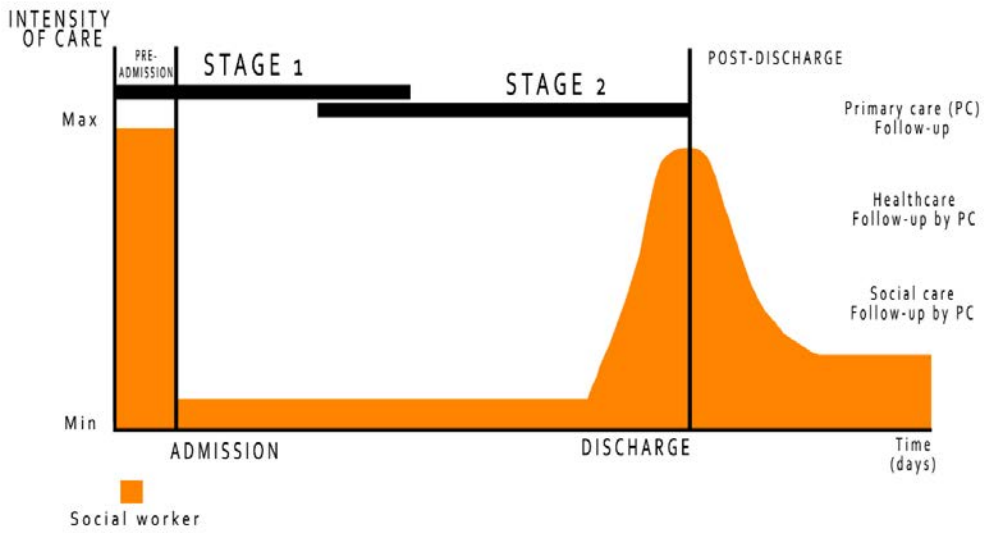 INTENSITY
OF CARE
PRE-
ADMISSION
STAGE 1
STAGE 2
POST-DISCHARGE
Max
Primary care (PC)
Follow-up
Healthcare
Follow-up by PC
Social care
Follow-up by PC
Min
ADMISSION
DISCHARGE
Time
(days)
Social worker